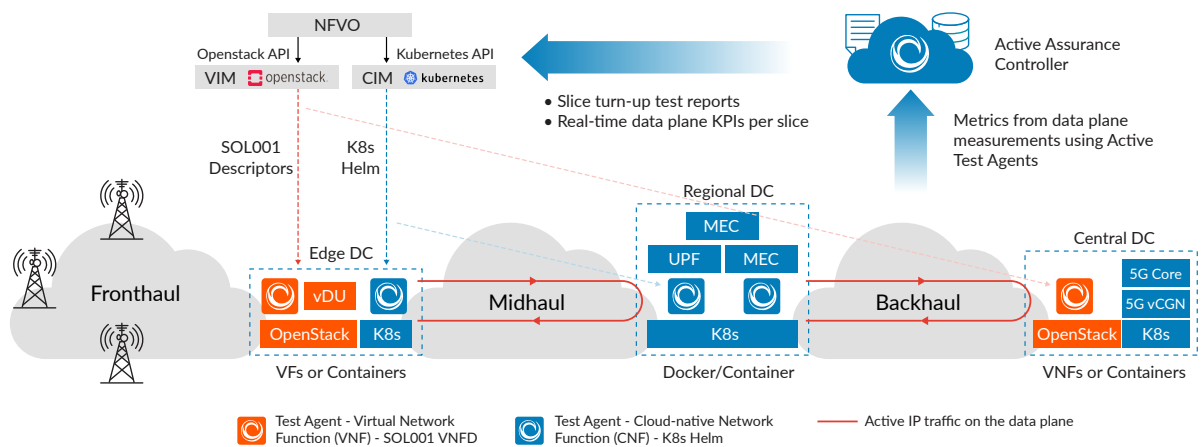 NFVO
Openstack API
Kubernetes API
VIM openstack.
CIM kubernetes
Active Assurance
Controller
• Slice turn-up test reports
• Real-time data plane KPIs per slice
Metrics from data plane
measurements using Active
Test Agents
SOL001
Descriptors
K8s
Helm
Regional DC
MEC
Edge DC
Central DC
UPF
MEC
5G Core
Fronthaul
vDU
Midhaul
Backhaul
5G vCGN
OpenStack
K8s
K8s
OpenStack
K8s
VFs or Containers
Docker/Container
VNFs or Containers
Test Agent - Virtual Network
Function (VNF) - SOL001 VNFD
Test Agent - Cloud-native Network
Function (CNF) - K8s Helm
Active IP traffic on the data plane